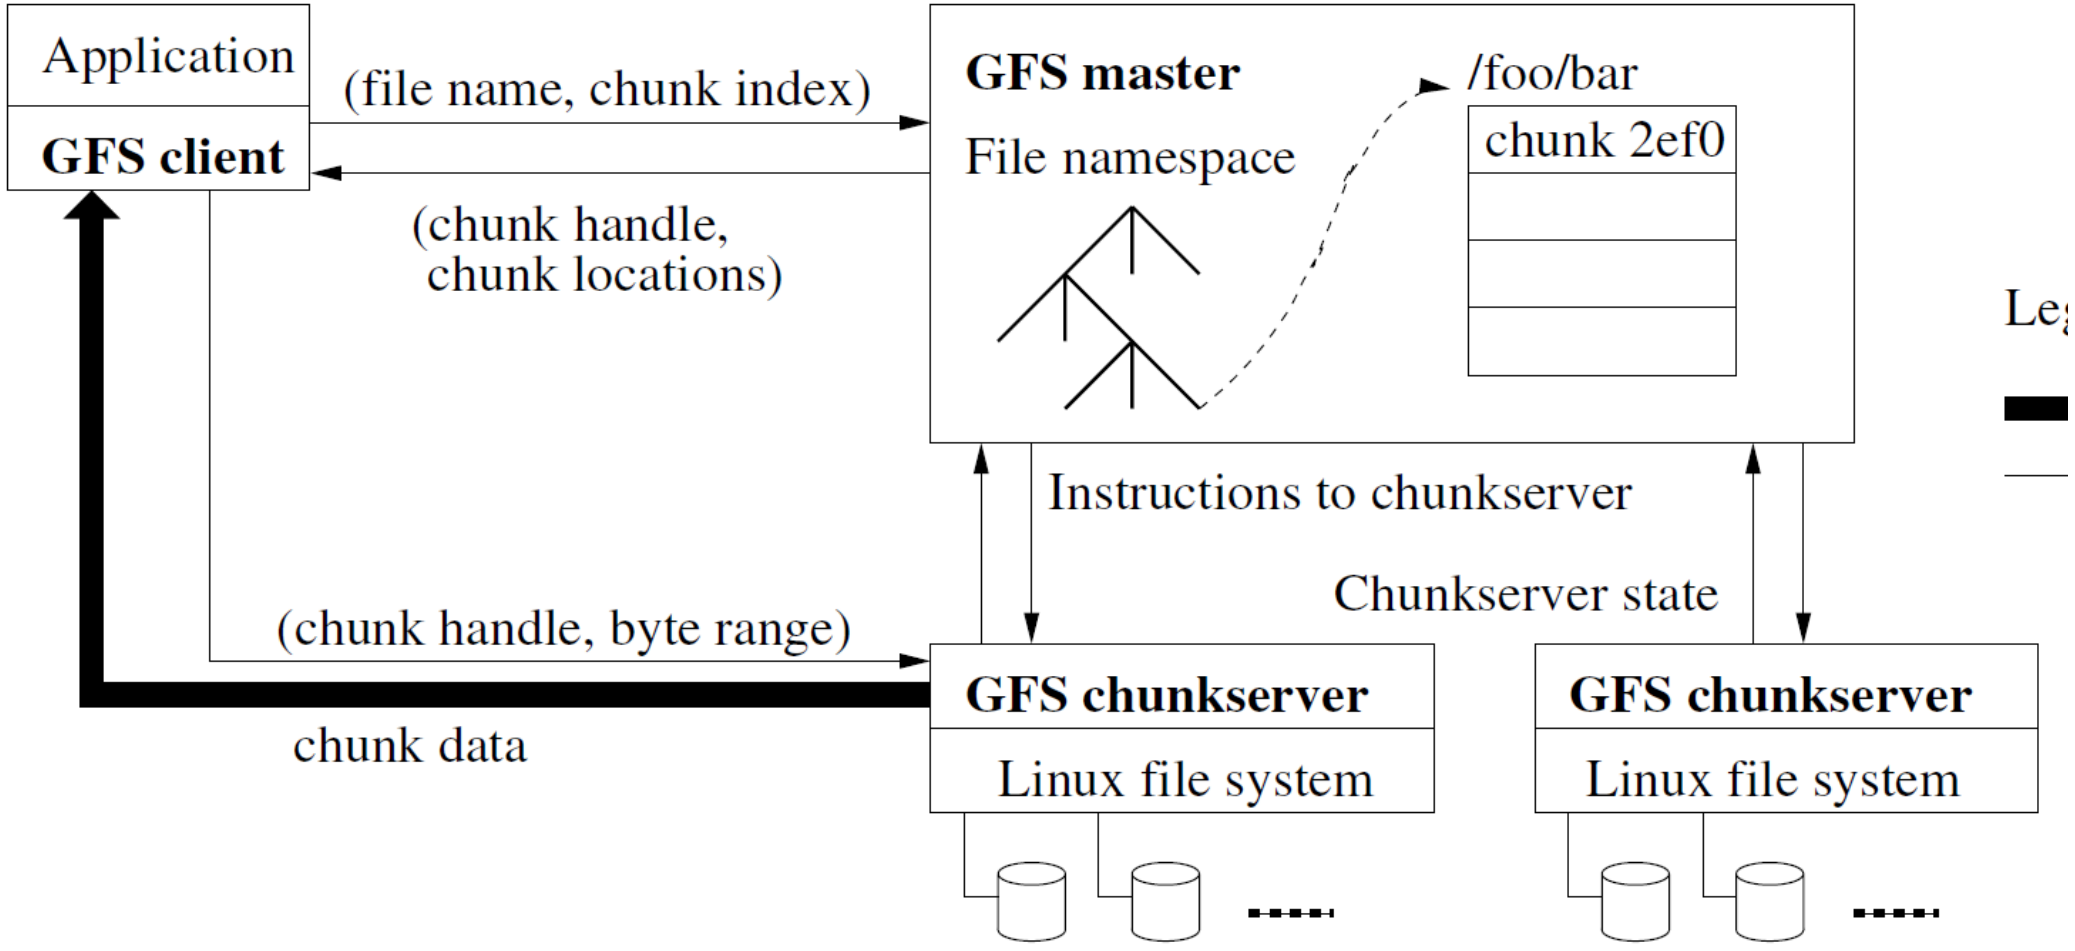 Application
GFS client
(file name, chunk index)
(chunk handle,
chunk locations)
GFS master
File namespace
/foo/bar
chunk 2ef0
Instructions to chunkserver
Chunkserver state
(chunk handle, byte range)
chunk data
GFS chunkserver
Linux file system
GFS chunkserver
Linux file system